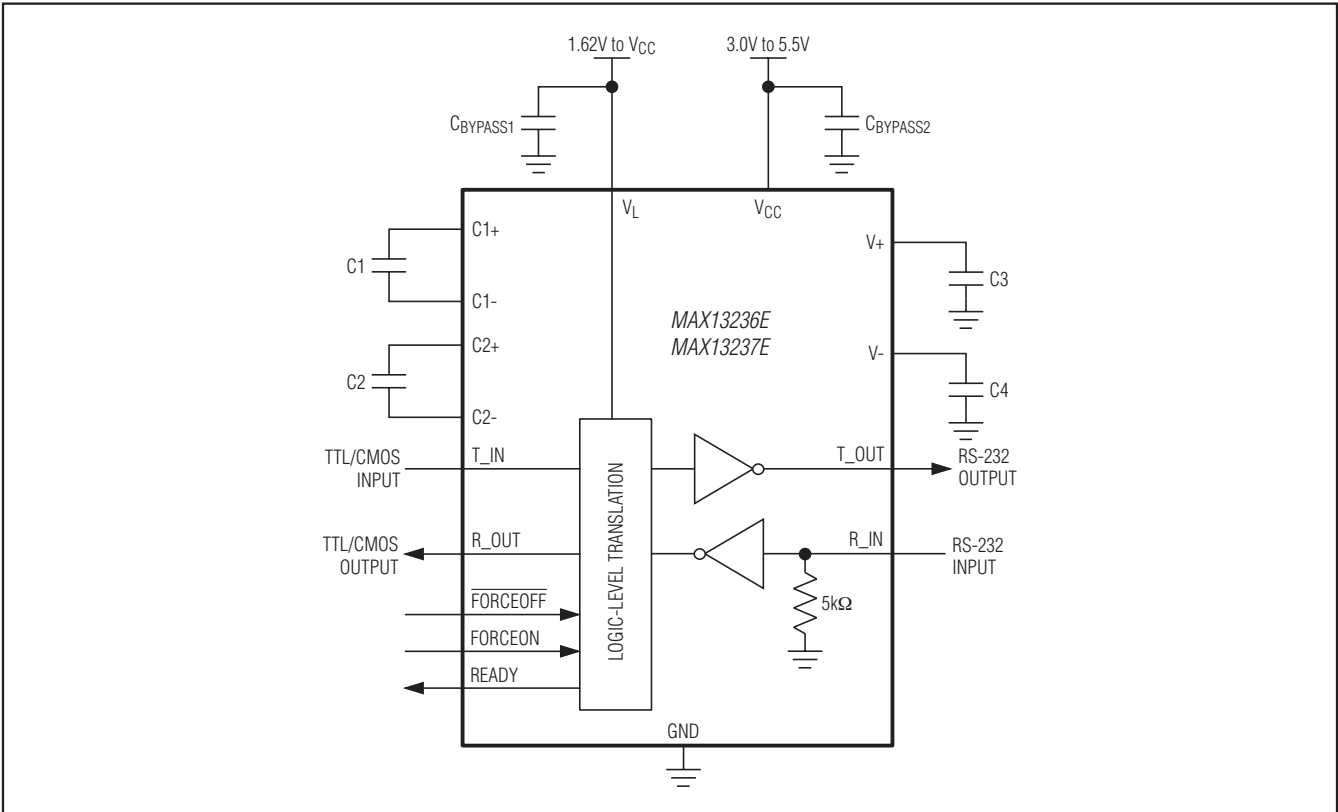 1.62V to VCC
3.0V to 5.5V
CBYPASS1
CBYPASS2
VL
VCC
C1+
V+
C1
C3
C1-
MAX13236E
MAX13237E
C2+
V-
C2
C4
C2-
TTL/CMOS
INPUT
T_IN
LOGIC-LEVEL TRANSLATION
T_OUT
RS-232
OUTPUT
TTL/CMOS
OUTPUT
R_OUT
R_IN
RS-232
INPUT
5kΩ
FORCEOFF
FORCEON
READY
GND